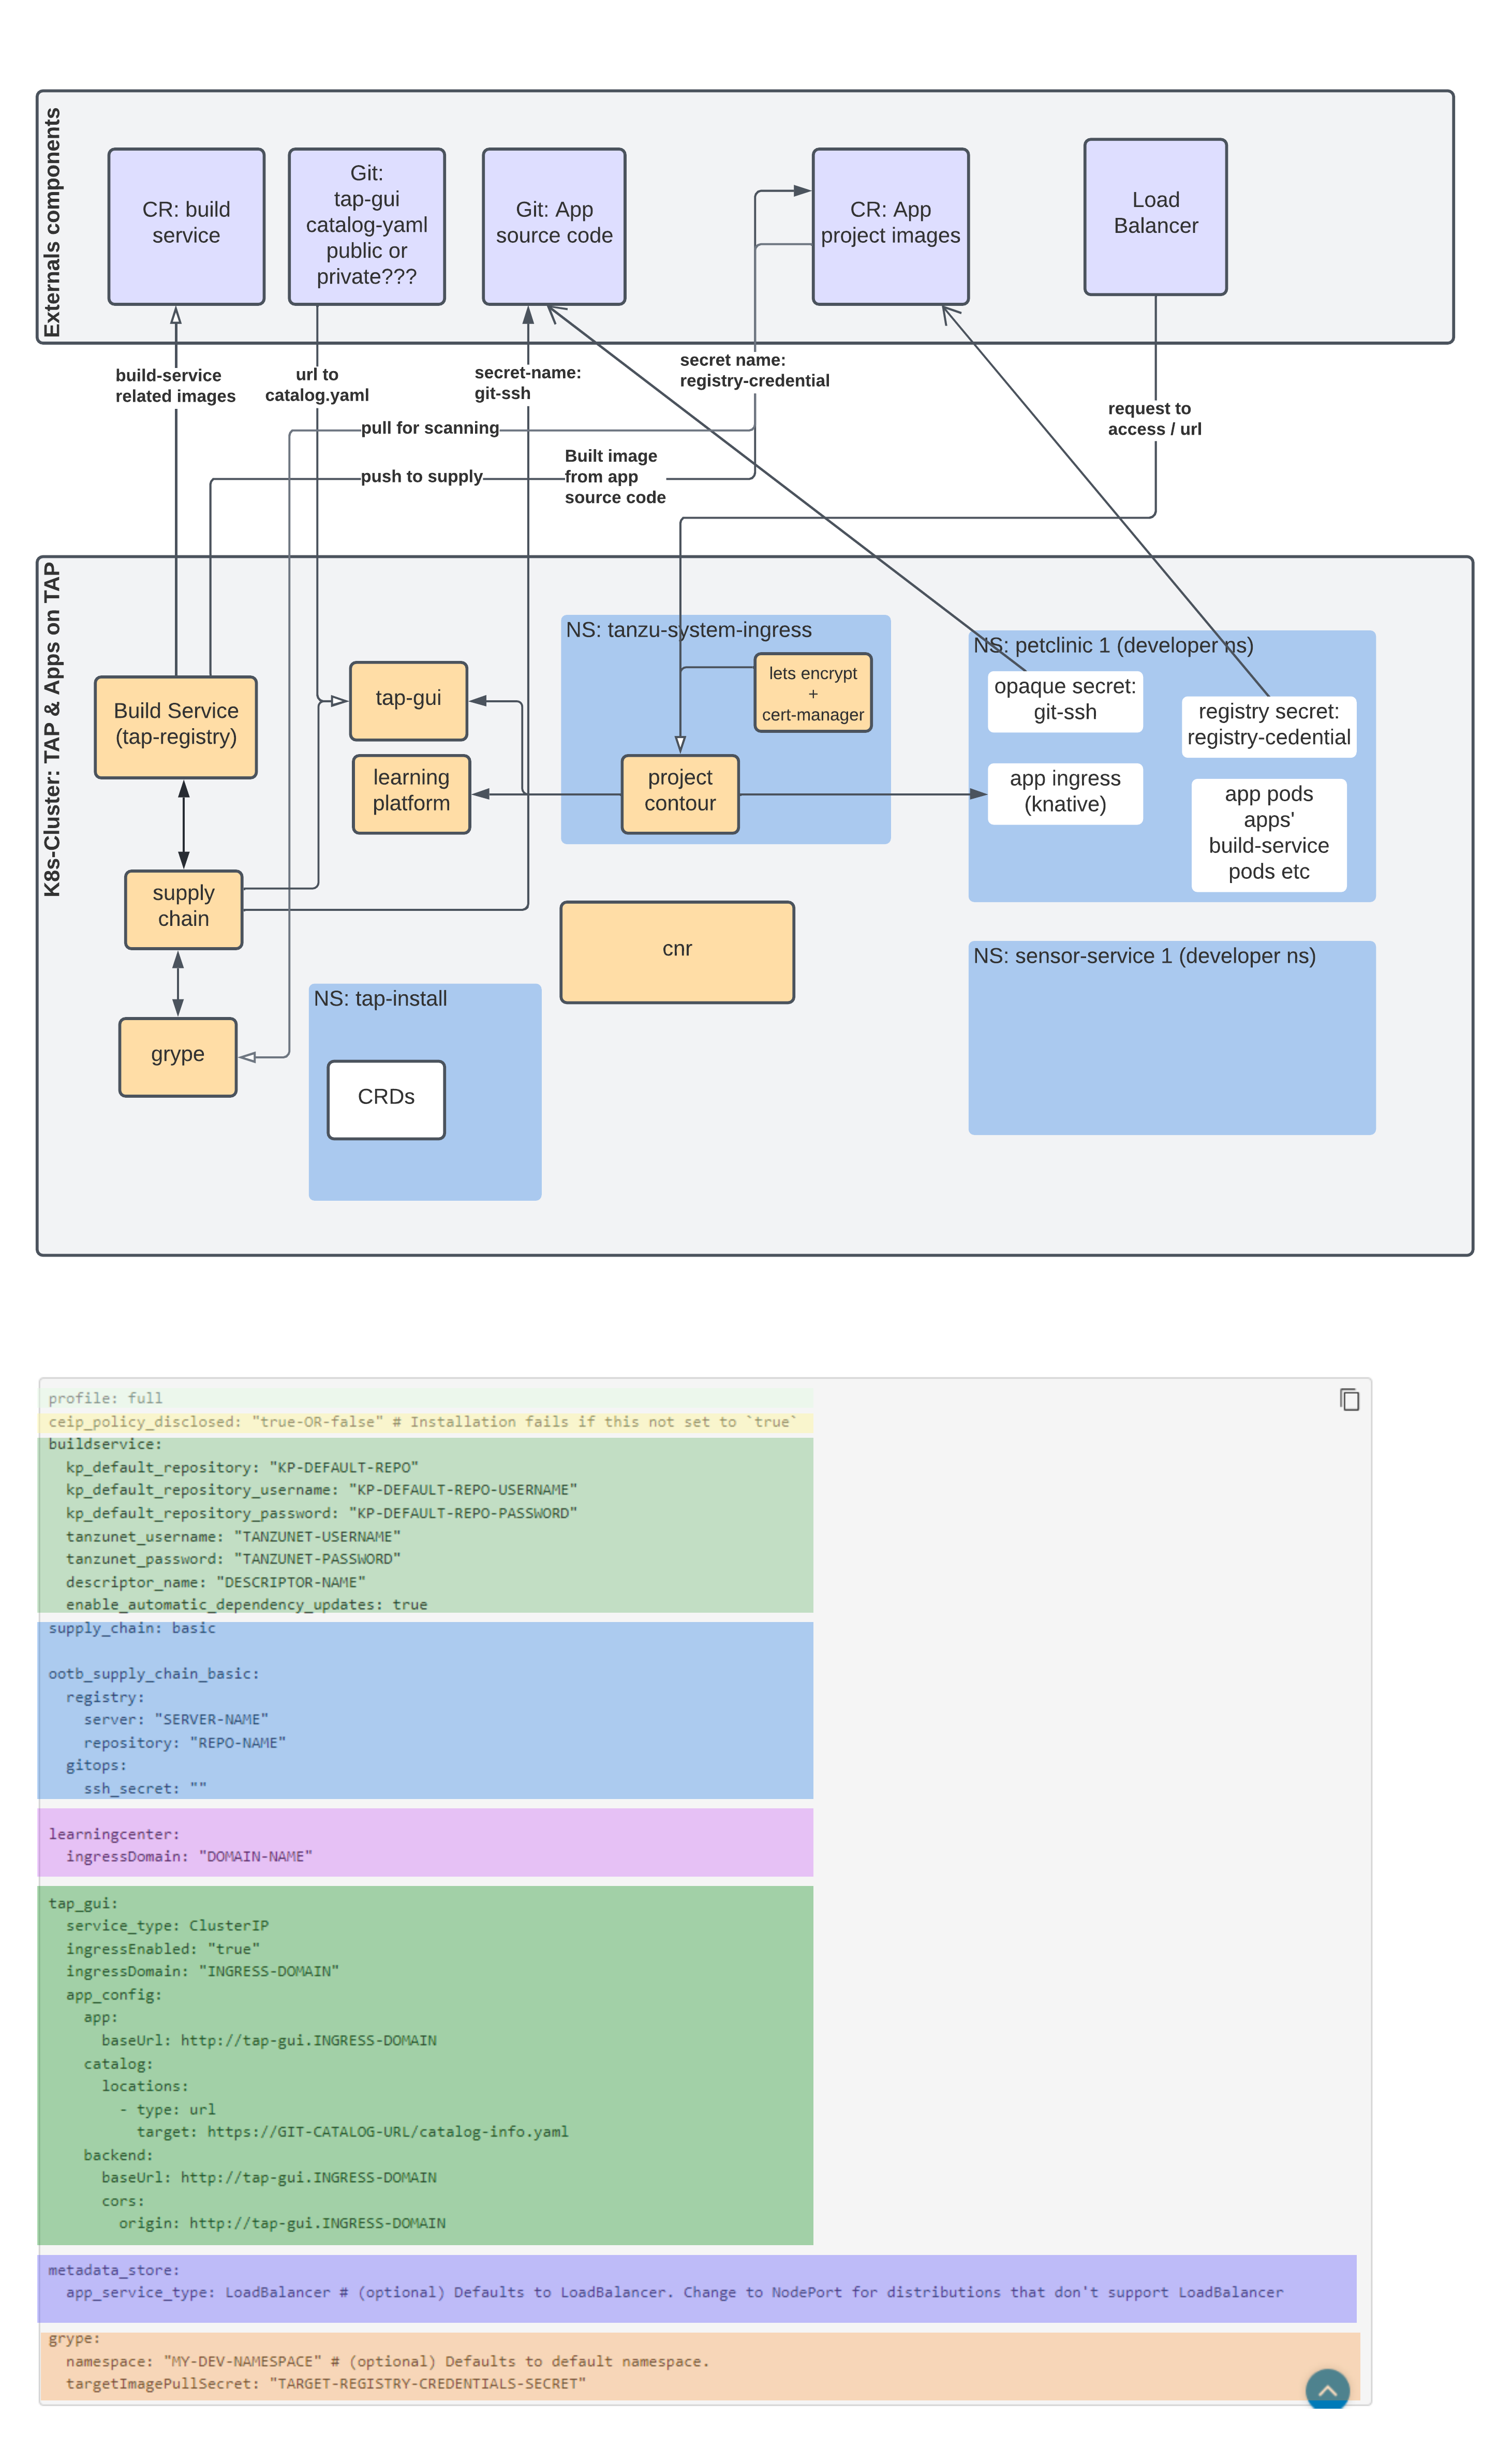 Externals components
CR: build
service
Git:
tap-gui
catalog-yaml
public or
private???
Git: App
source code
CR: App
project images
Load
Balancer
build-service
related images
url to
catalog.yaml
secret-name:
git-ssh
secret name:
registry-credential
request to
access / url
pull for scanning
push to supply
Built image
from app
source code
K8s-Cluster: TAP & Apps on TAP
NS: tanzu-system-ingress
NS: petclinic 1 (developer ns)
Build Service
(tap-registry)
tap-gui
lets encrypt
+
cert-manager
opaque secret:
git-ssh
registry secret:
registry-cedential
learning
platform
project
contour
app ingress
(knative)
app pods
apps'
build-service
pods etc
supply
chain
cnr
NS: sensor-service 1 (developer ns)
NS: tap-install
grype
CRDs
profile: full
ceip_policy_disclosed: "true-OR-false" # Installation fails if this not set to `true`
buildservice:
  kp_default_repository: "KP-DEFAULT-REPO"
  kp_default_repository_username: "KP-DEFAULT-REPO-USERNAME"
  kp_default_repository_password: "KP-DEFAULT-REPO-PASSWORD"
  tanzunet_username: "TANZUNET-USERNAME"
  tanzunet_password: "TANZUNET-PASSWORD"
  descriptor_name: "DESCRIPTOR-NAME"
  enable_automatic_dependency_updates: true
supply_chain: basic
ootb_supply_chain_basic:
  registry:
    server: "SERVER-NAME"
    repository: "REPO-NAME"
  gitops:
    ssh_secret: ""
learningcenter:
  ingressDomain: "DOMAIN-NAME"
tap_gui:
  service_type: ClusterIP
  ingressEnabled: "true"
  ingressDomain: "INGRESS-DOMAIN"
  app_config:
    app:
      baseUrl: http://tap-gui.INGRESS-DOMAIN
    catalog:
      locations:
        - type: url
          target: https://GIT-CATALOG-URL/catalog-info.yaml
    backend:
      baseUrl: http://tap-gui.INGRESS-DOMAIN
      cors:
        origin: http://tap-gui.INGRESS-DOMAIN
metadata_store:
  app_service_type: LoadBalancer # (optional) Defaults to LoadBalancer. Change to NodePort for distributions that don't support LoadBalancer
grype:
  namespace: "MY-DEV-NAMESPACE" # (optional) Defaults to default namespace.
  targetImagePullSecret: "TARGET-REGISTRY-CREDENTIALS-SECRET"